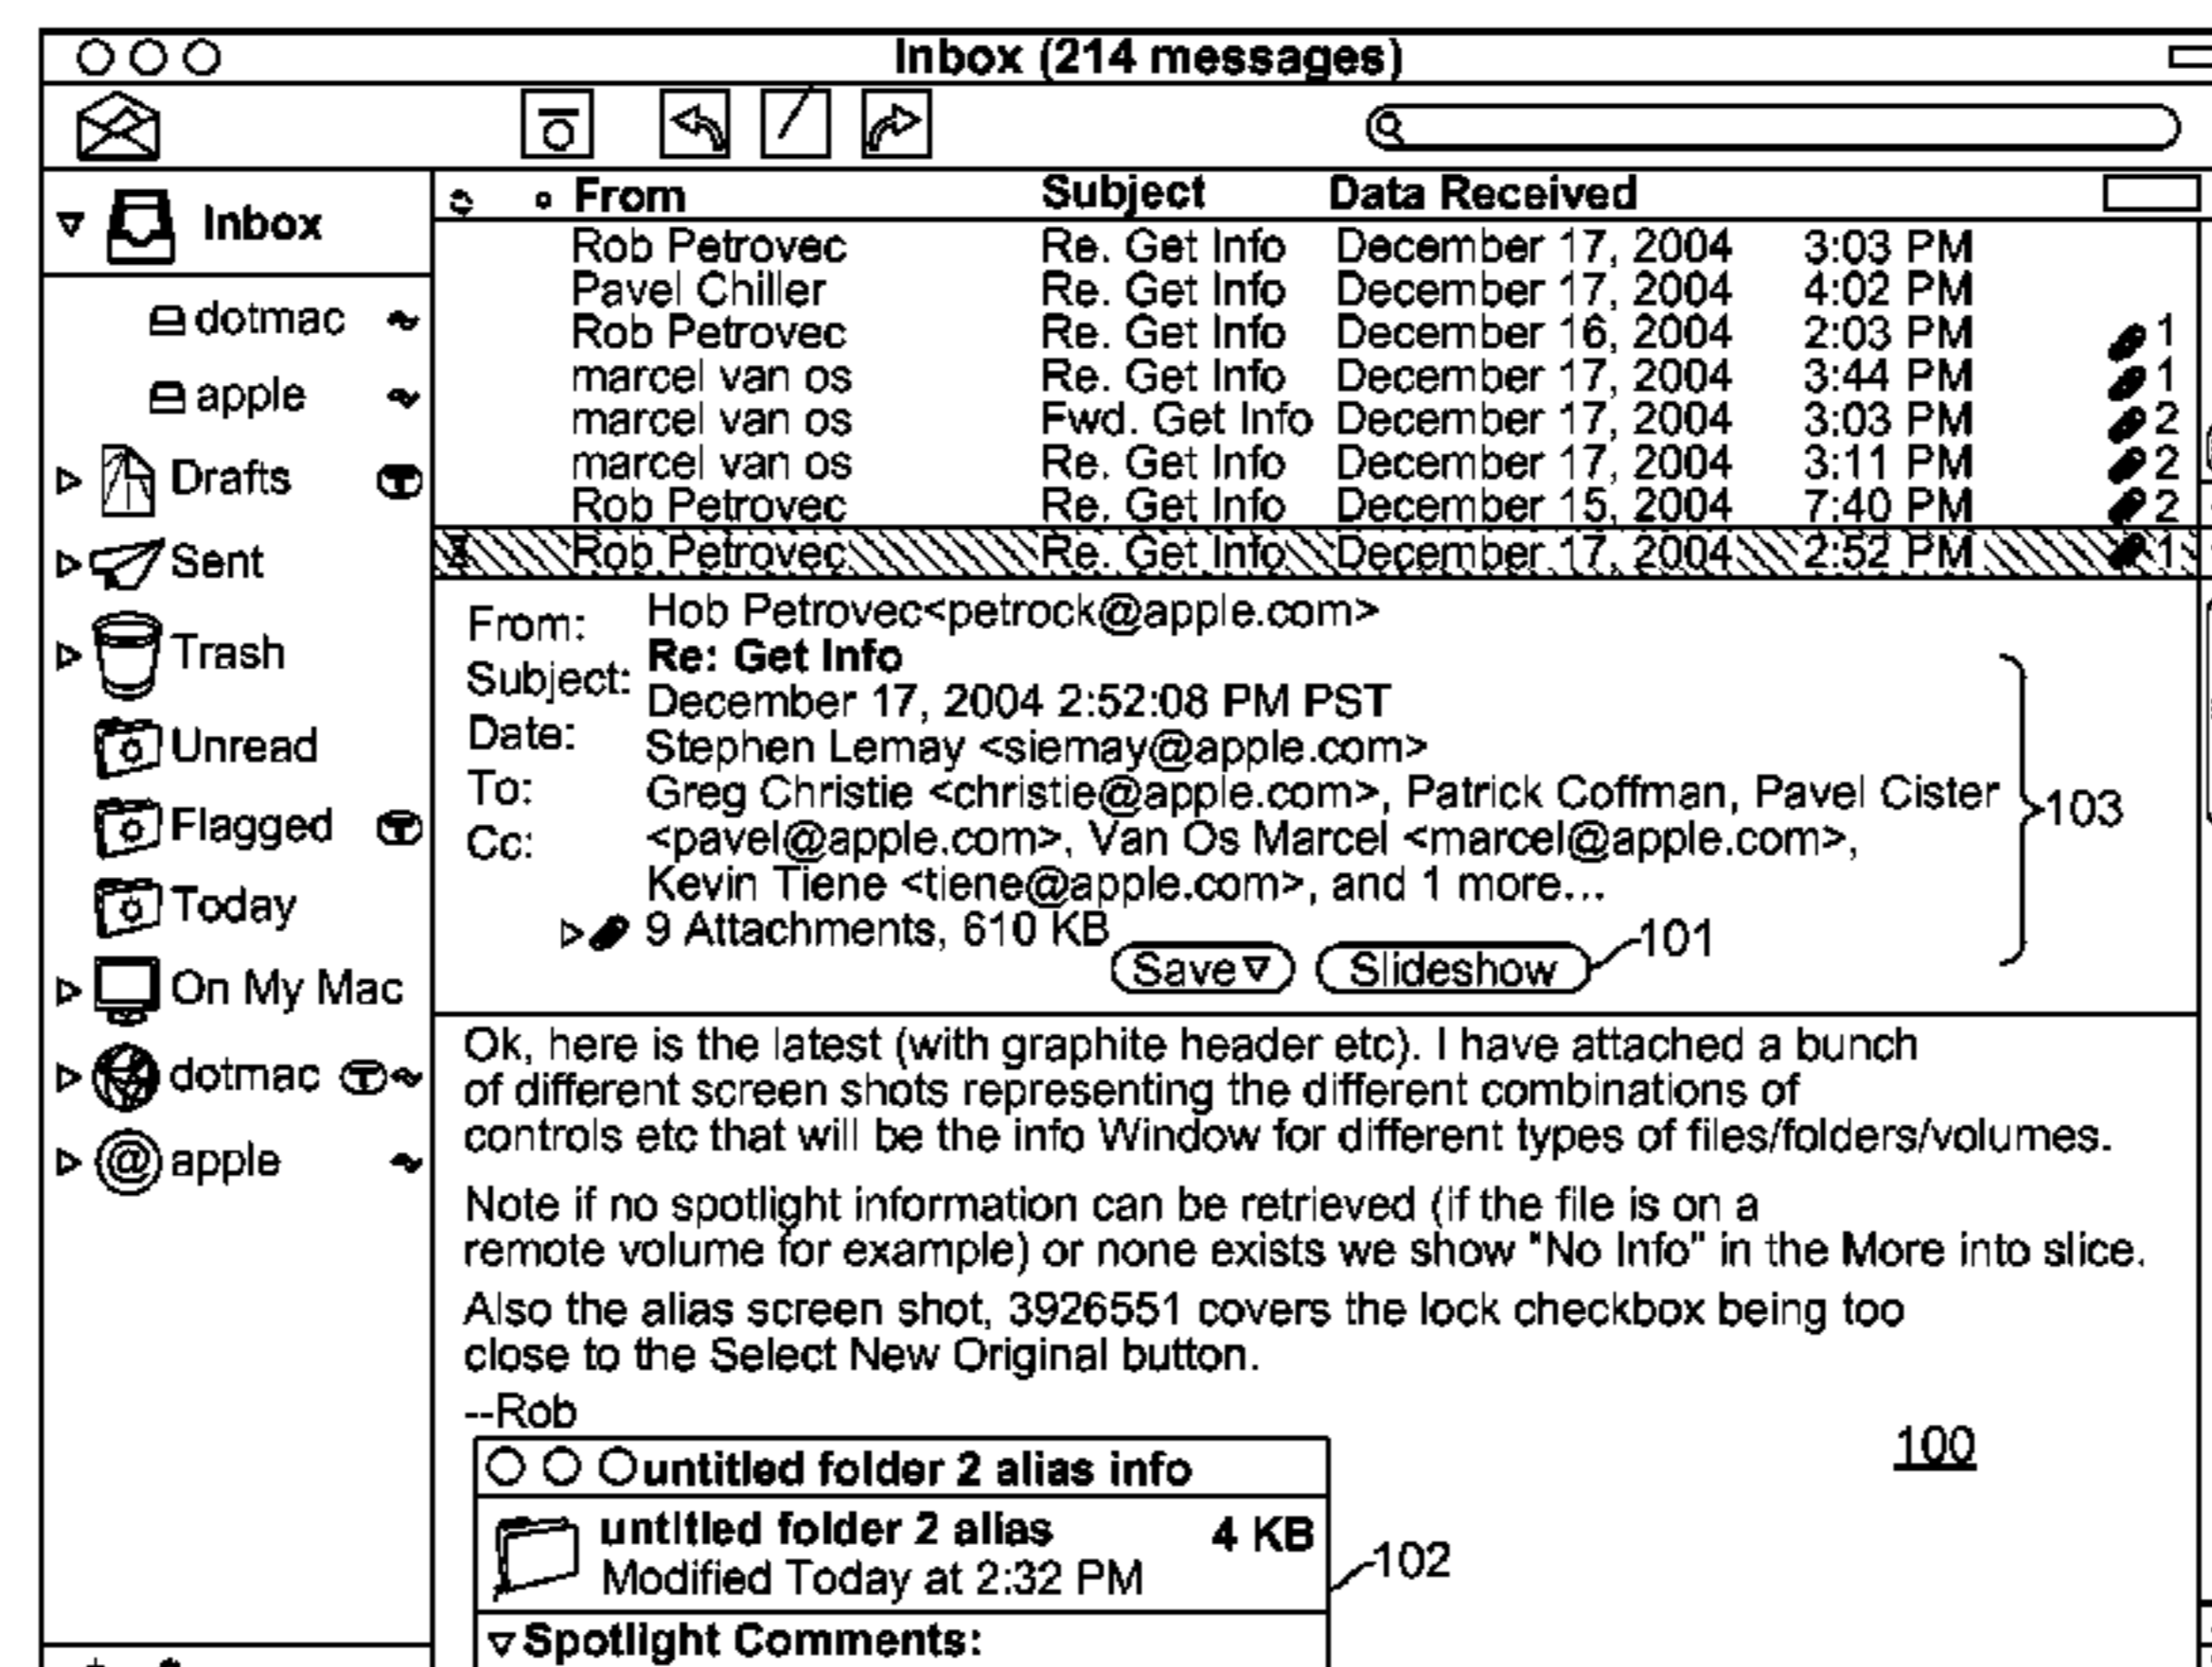 Inbox (214 messages)
Inbox
dotmac
apple
Drafts
Sent
Trash
Unread
Flagged
Today
On My Mac
dotmac
apple
From Subject Data Received
Rob Petrovec Re. Get Info December 17, 2004 3:03 PM
Pavel Chiller Re. Get Info December 17, 2004 4:02 PM
Rob Petrovec Re. Get Info December 16, 2004 2:03 PM 1
marcel van os Re. Get Info December 17, 2004 3:44 PM 1
marcel van os Fwd. Get Info December 17, 2004 3:03 PM 2
marcel van os Re. Get Info December 17, 2004 3:11 PM 2
Rob Petrovec Re. Get Info December 15, 2004 7:40 PM 2
Rob Petrovec Re. Get Info December 17, 2004 2:52 PM 1
From: Hob Petrovec<petrock@apple.com>
Subject: Re: Get Info
Date: December 17, 2004 2:52:08 PM PST
To: Stephen Lemay <siemay@apple.com>
Cc: Greg Christie <christie@apple.com>, Patrick Coffman, Pavel Cister
<pavel@apple.com>, Van Os Marcel <marcel@apple.com>,
Kevin Tiene <tiene@apple.com>, and 1 more...
103
9 Attachments, 610 KB
Save Slideshow 101
Ok, here is the latest (with graphite header etc). I have attached a bunch
of different screen shots representing the different combinations of
controls etc that will be the info Window for different types of files/folders/volumes.
Note if no spotlight information can be retrieved (if the file is on a
remote volume for example) or none exists we show "No Info" in the More into slice.
Also the alias screen shot, 3926551 covers the lock checkbox being too
close to the Select New Original button.
--Rob
100
untitled folder 2 alias info
untitled folder 2 alias 4 KB
Modified Today at 2:32 PM
102
Spotlight Comments: